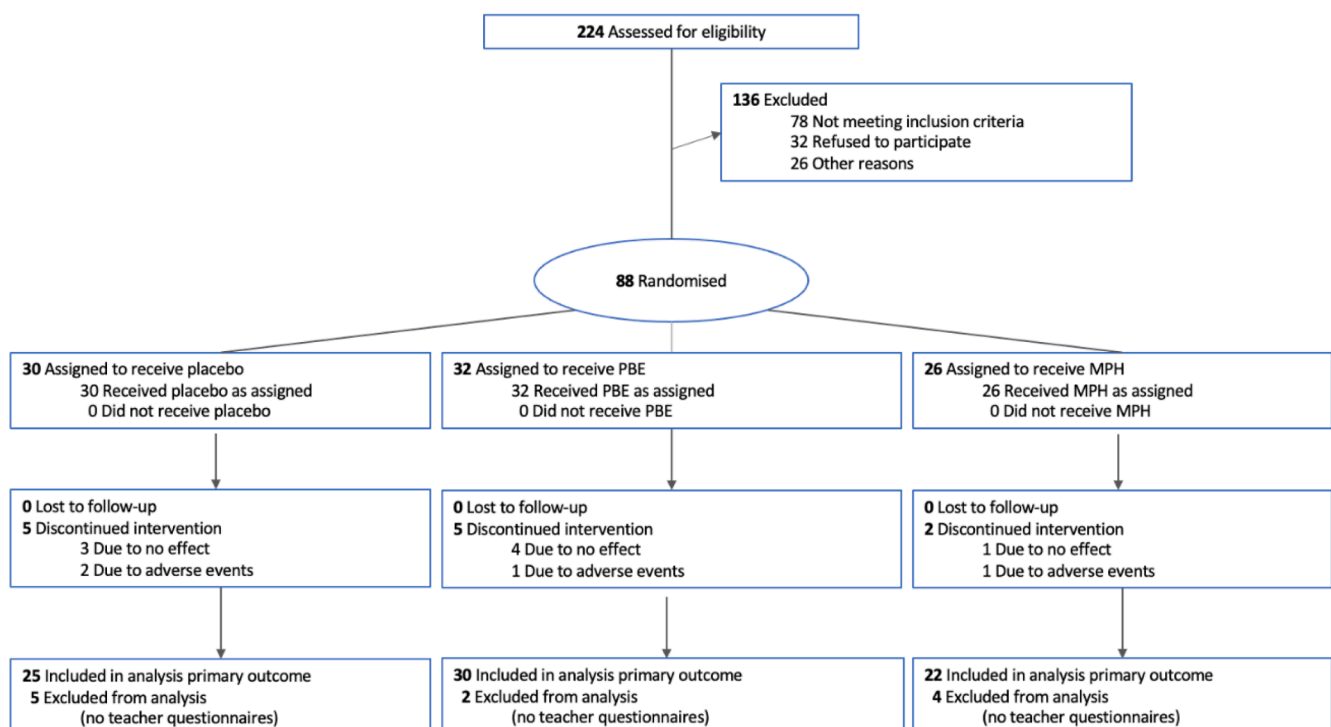 224 Assessed for eligibility
136 Excluded
78 Not meeting inclusion criteria
32 Refused to participate
26 Other reasons
88 Randomised
30 Assigned to receive placebo
30 Received placebo as assigned
0 Did not receive placebo
32 Assigned to receive PBE
32 Received PBE as assigned
0 Did not receive PBE
26 Assigned to receive MPH
26 Received MPH as assigned
0 Did not receive MPH
0 Lost to follow-up
5 Discontinued intervention
3 Due to no effect
2 Due to adverse events
0 Lost to follow-up
5 Discontinued intervention
4 Due to no effect
1 Due to adverse events
0 Lost to follow-up
2 Discontinued intervention
1 Due to no effect
1 Due to adverse events
25 Included in analysis primary outcome
5 Excluded from analysis
(no teacher questionnaires)
30 Included in analysis primary outcome
2 Excluded from analysis
(no teacher questionnaires)
22 Included in analysis primary outcome
4 Excluded from analysis
(no teacher questionnaires)